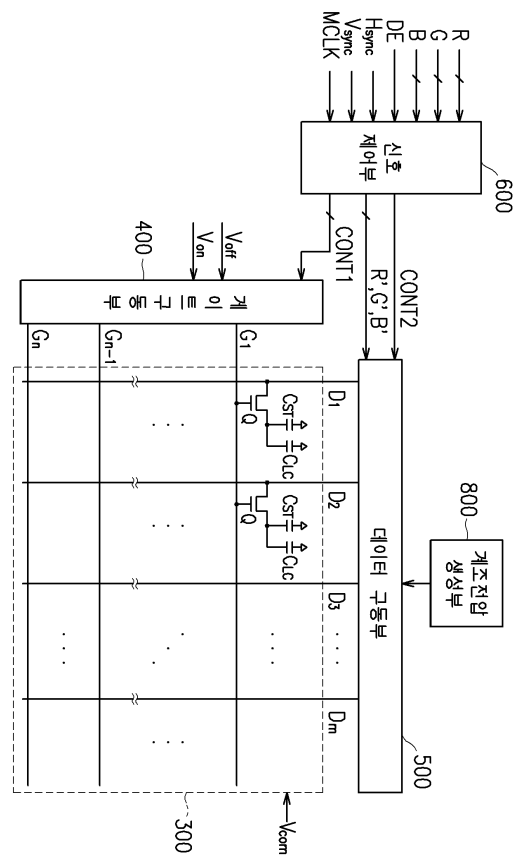 R
G
B
DE
Hsync
Vsync
MCLK
신호
제어부
600
CONT1
CONT2
R',G',B'
Voff
Von
400
게이트구동부
G1
Gn-1
Gn
800
계조전압
생성부
데이터 구동부
500
D1
D2
D3
Dm
CST
CLC
Q
CST
CLC
Q
Vcom
300